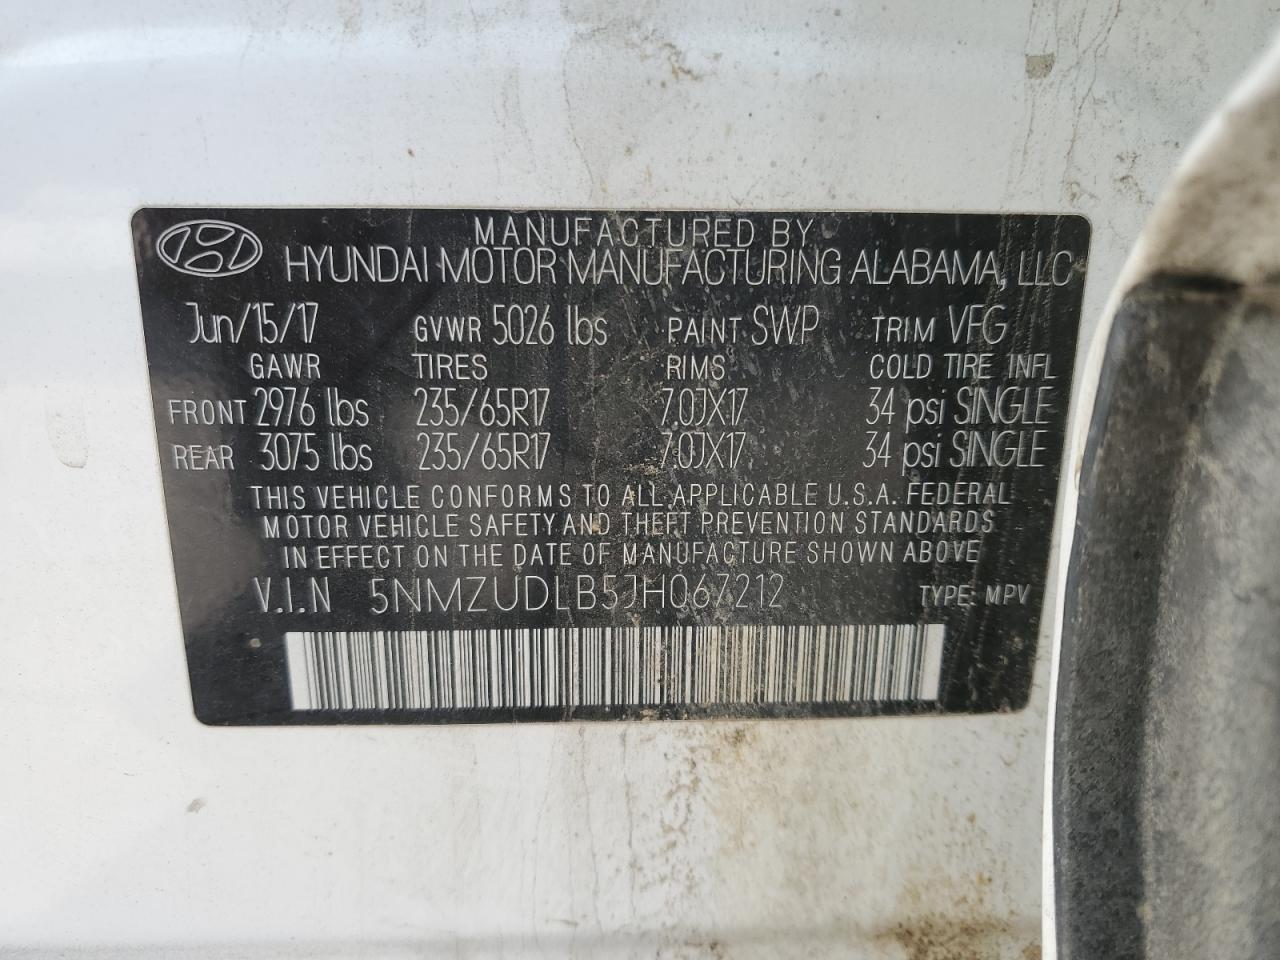 MANUFACTURED BY
HYUNDAI MOTOR MANUFACTURING ALABAMA, LLC
Jun/15/17 GVWR 5026 lbs PAINT SWP TRIM VFG
GAWR TIRES RIMS COLD TIRE INFL
FRONT 2976 lbs 235/65R17 7.0JX17 34 psi SINGLE
REAR 3075 lbs 235/65R17 7.0JX17 34 psi SINGLE
THIS VEHICLE CONFORMS TO ALL APPLICABLE U.S.A. FEDERAL
MOTOR VEHICLE SAFETY AND THEFT PREVENTION STANDARDS
IN EFFECT ON THE DATE OF MANUFACTURE SHOWN ABOVE
V.I.N 5NMZUDLB5JH067212 TYPE: MPV